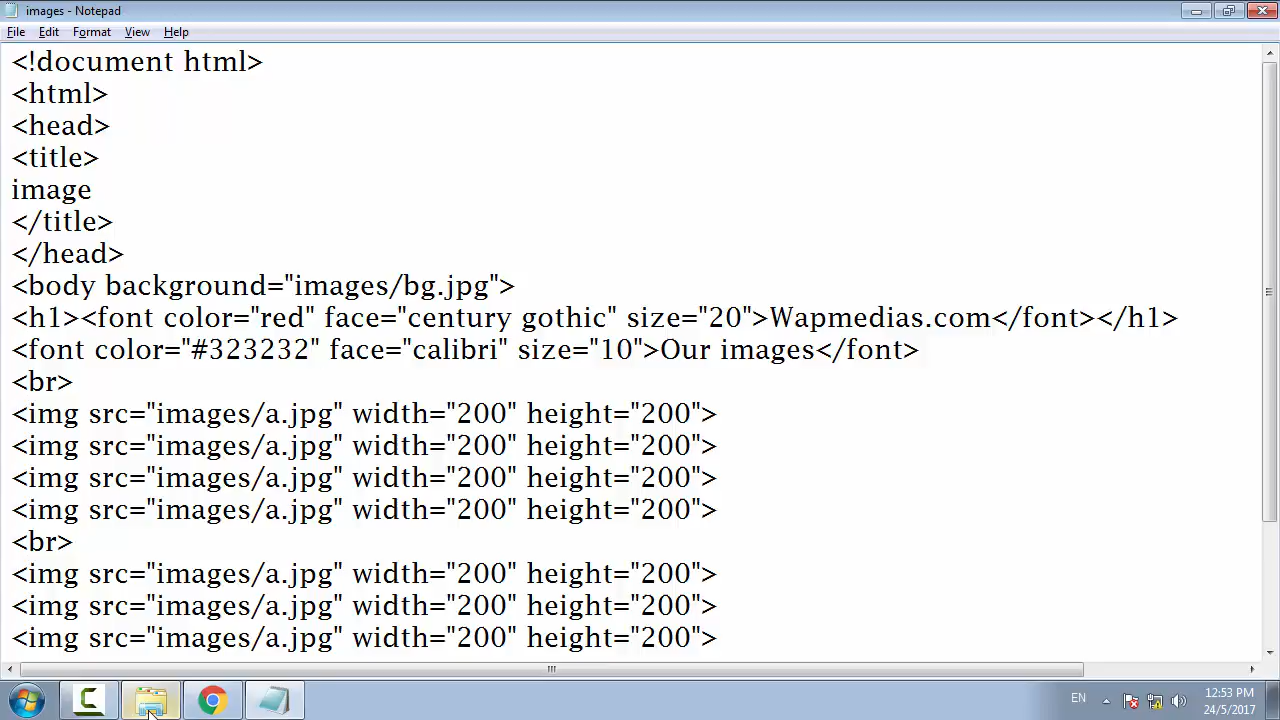 images - Notepad
File Edit Format View Help
<!document html>
<html>
<head>
<title>
image
</title>
</head>
<body background="images/bg.jpg">
<h1><font color="red" face="century gothic" size="20">Wapmedias.com</font></h1>
<font color="#323232" face="calibri" size="10">Our images</font>
<br>
<img src="images/a.jpg" width="200" height="200">
<img src="images/a.jpg" width="200" height="200">
<img src="images/a.jpg" width="200" height="200">
<img src="images/a.jpg" width="200" height="200">
<br>
<img src="images/a.jpg" width="200" height="200">
<img src="images/a.jpg" width="200" height="200">
<img src="images/a.jpg" width="200" height="200">
EN
12:53 PM
24/5/2017